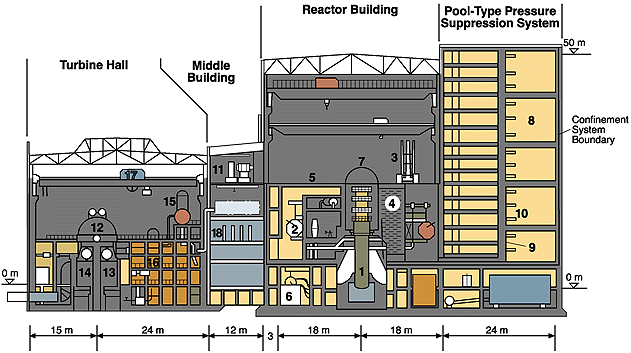 Reactor Building
Pool-Type Pressure
Suppression System
Turbine Hall
Middle
Building
50 m
Confinement
System
Boundary
8
17
11
7
3
5
15
4
12
2
18
10
16
9
14
13
0 m
1
6
0 m
15 m
24 m
12 m
3
18 m
18 m
24 m